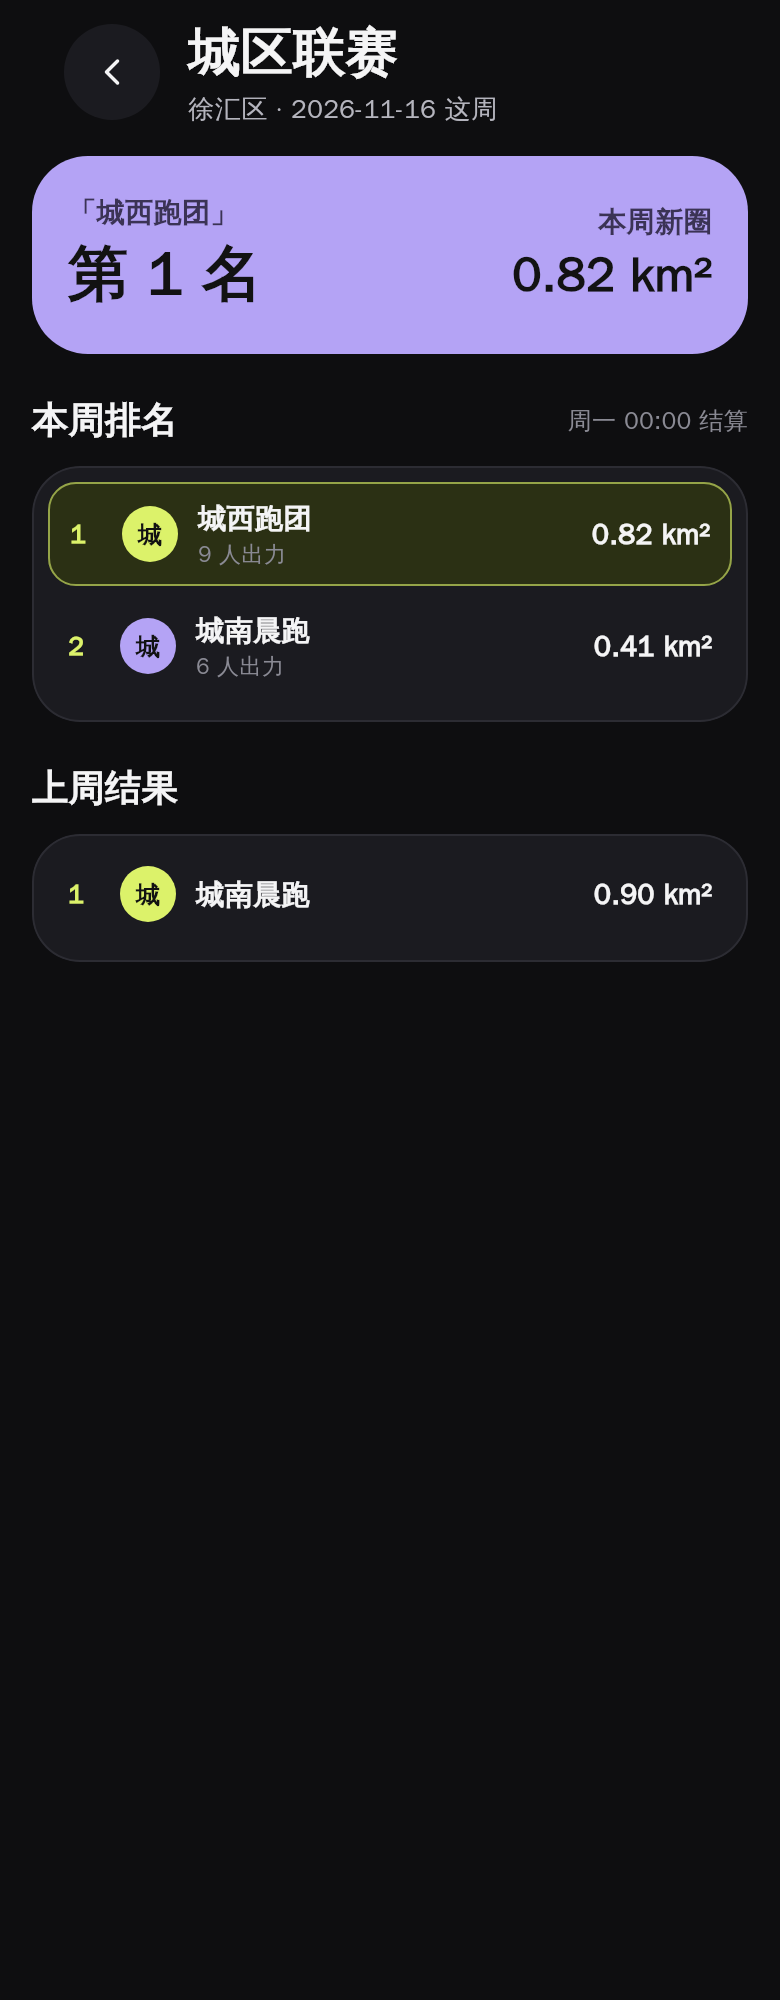 城区联赛
徐汇区 · 2026-11-16 这周
「城西跑团」
第 1 名
本周新圈
0.82 km²
本周排名
周一 00:00 结算
1
城
城西跑团
9 人出力
0.82 km²
2
城
城南晨跑
6 人出力
0.41 km²
上周结果
1
城
城南晨跑
0.90 km²